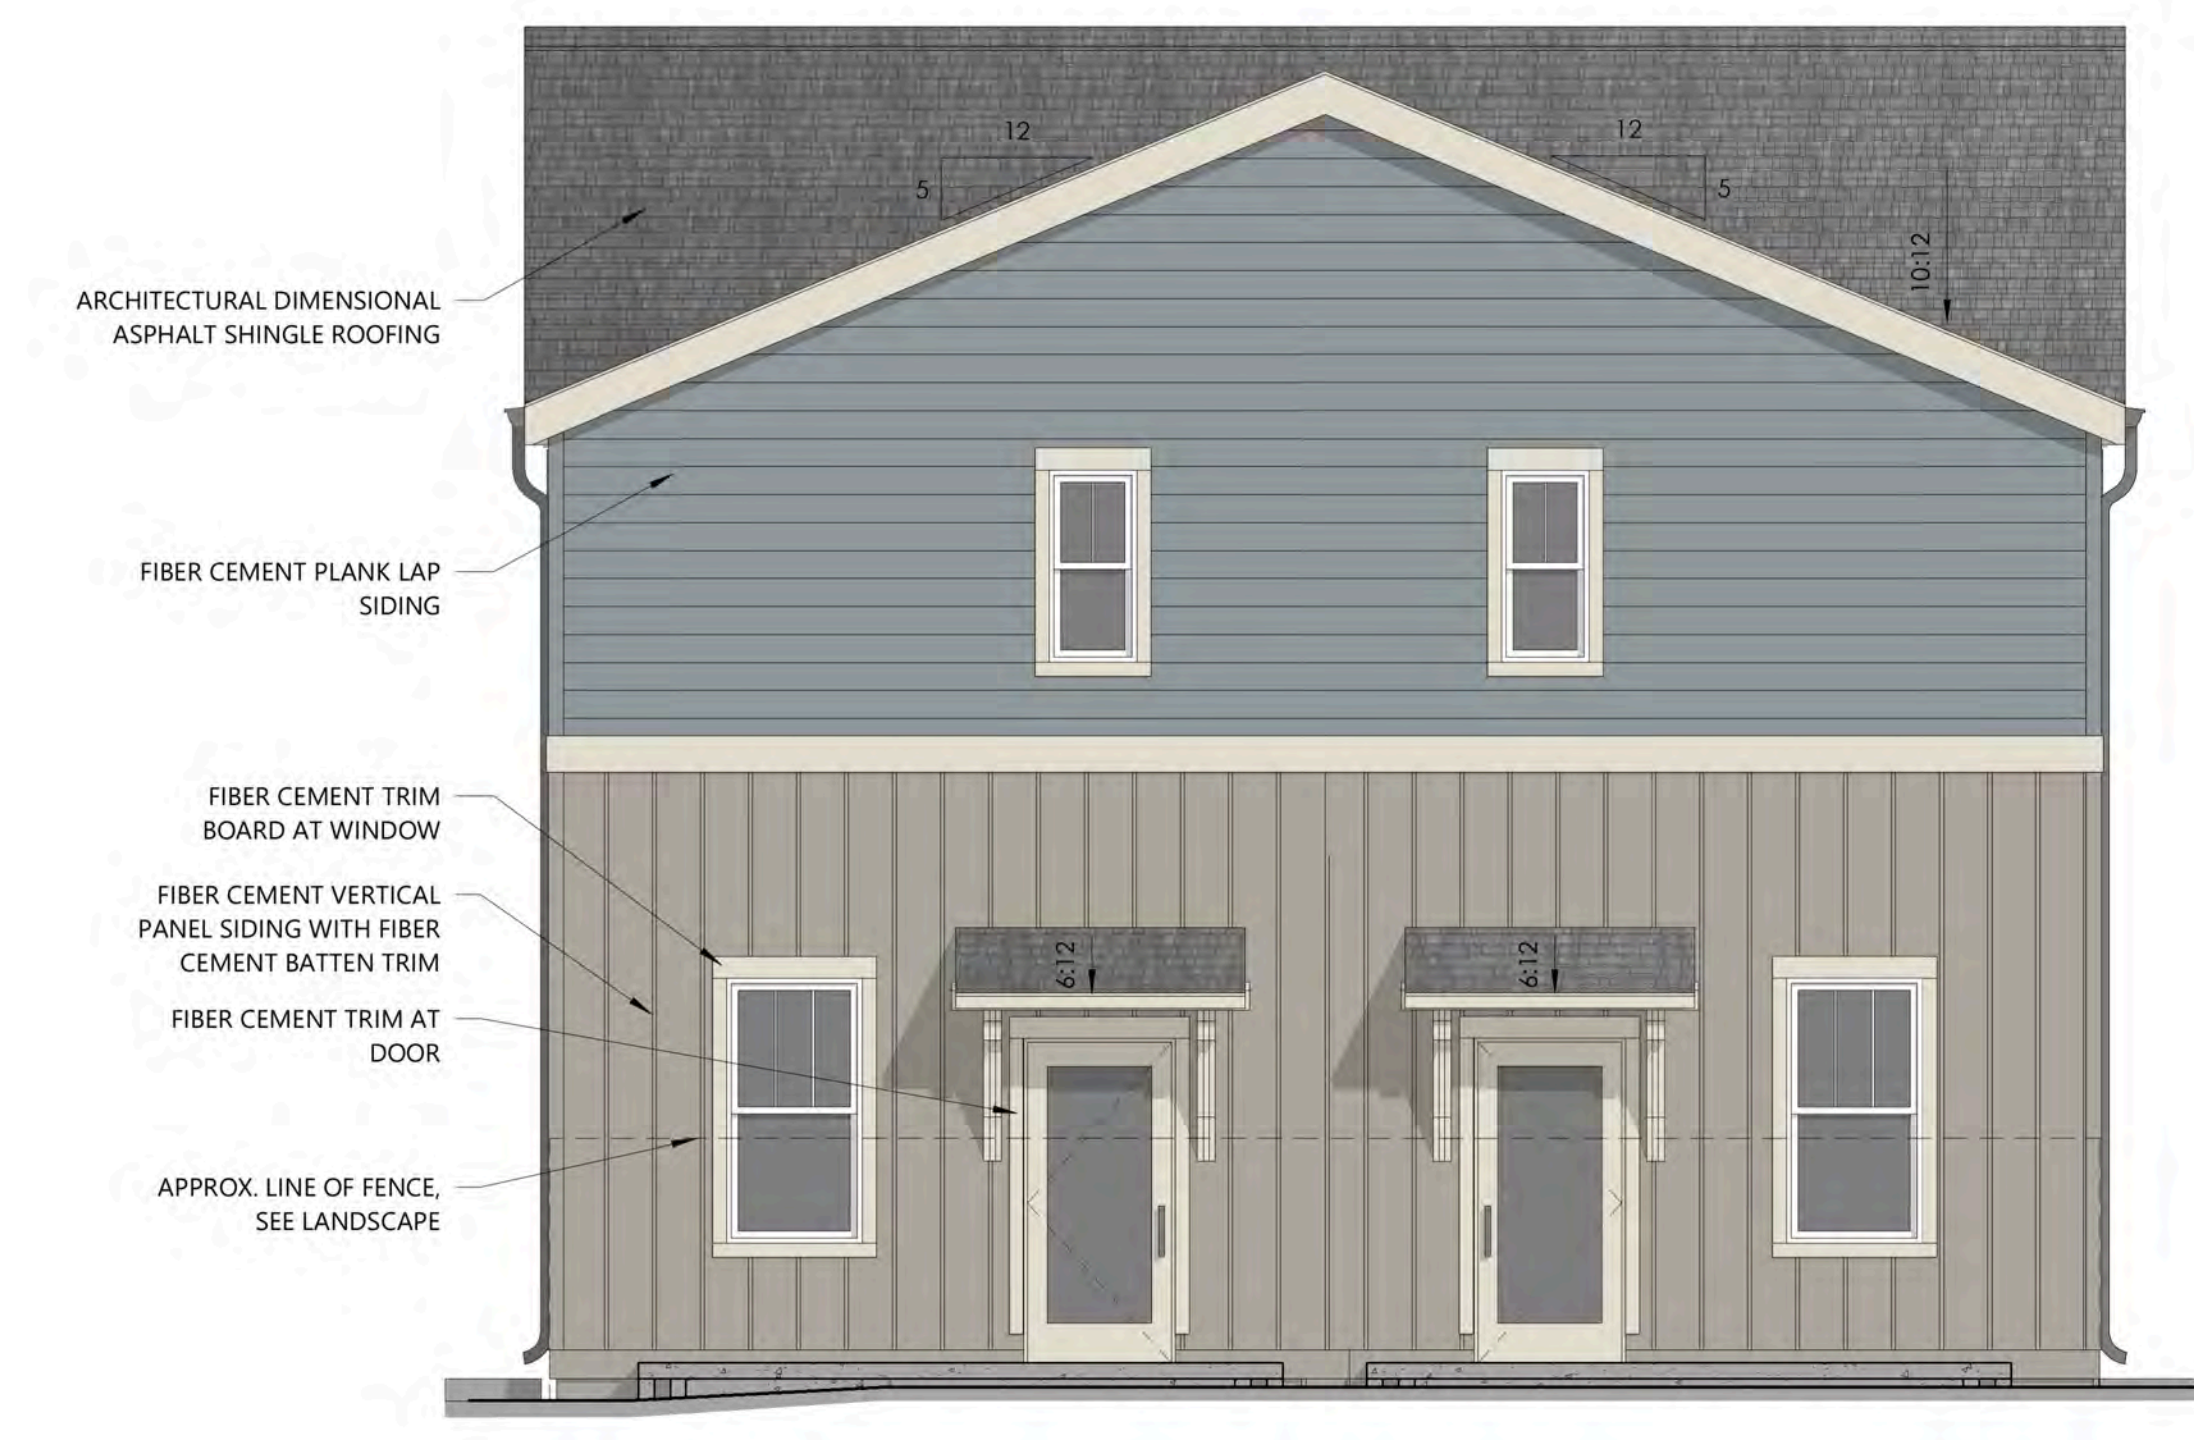 12
12
5
5
10:12
ARCHITECTURAL DIMENSIONAL
ASPHALT SHINGLE ROOFING
FIBER CEMENT PLANK LAP
SIDING
FIBER CEMENT TRIM
BOARD AT WINDOW
FIBER CEMENT VERTICAL
PANEL SIDING WITH FIBER
CEMENT BATTEN TRIM
6:12
6:12
FIBER CEMENT TRIM AT
DOOR
APPROX. LINE OF FENCE,
SEE LANDSCAPE